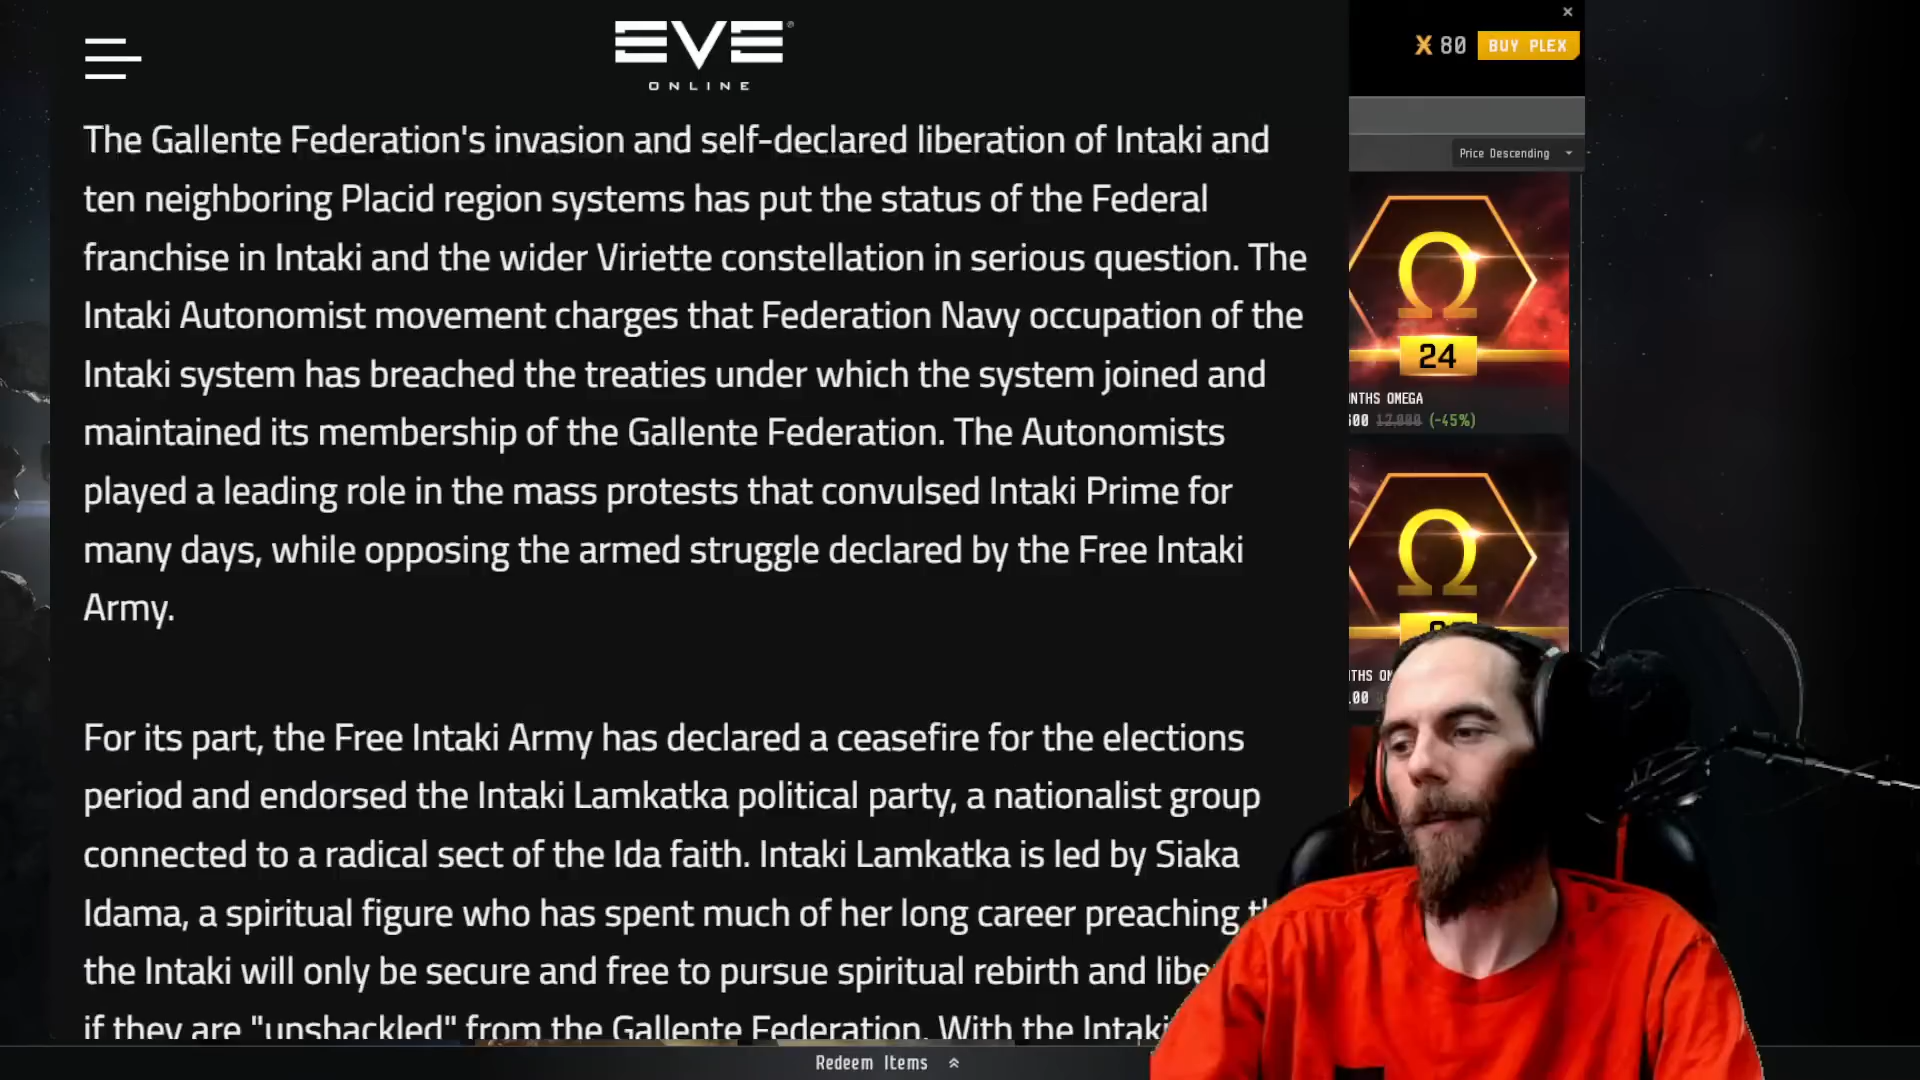 EVE
ONLINE
80 BUY PLEX
Price Descending
The Gallente Federation's invasion and self-declared liberation of Intaki and
ten neighboring Placid region systems has put the status of the Federal
franchise in Intaki and the wider Viriette constellation in serious question. The
Intaki Autonomist movement charges that Federation Navy occupation of the
Intaki system has breached the treaties under which the system joined and
maintained its membership of the Gallente Federation. The Autonomists
played a leading role in the mass protests that convulsed Intaki Prime for
many days, while opposing the armed struggle declared by the Free Intaki
Army.
For its part, the Free Intaki Army has declared a ceasefire for the elections
period and endorsed the Intaki Lamkatka political party, a nationalist group
connected to a radical sect of the Ida faith. Intaki Lamkatka is led by Siaka
Idama, a spiritual figure who has spent much of her long career preaching
the Intaki will only be secure and free to pursue spiritual rebirth and
if they are "unshackled" from the Gallente Federation. With the Intaki
Ω
24
OMEGA
12,000 (-45%)
Ω
Redeem Items